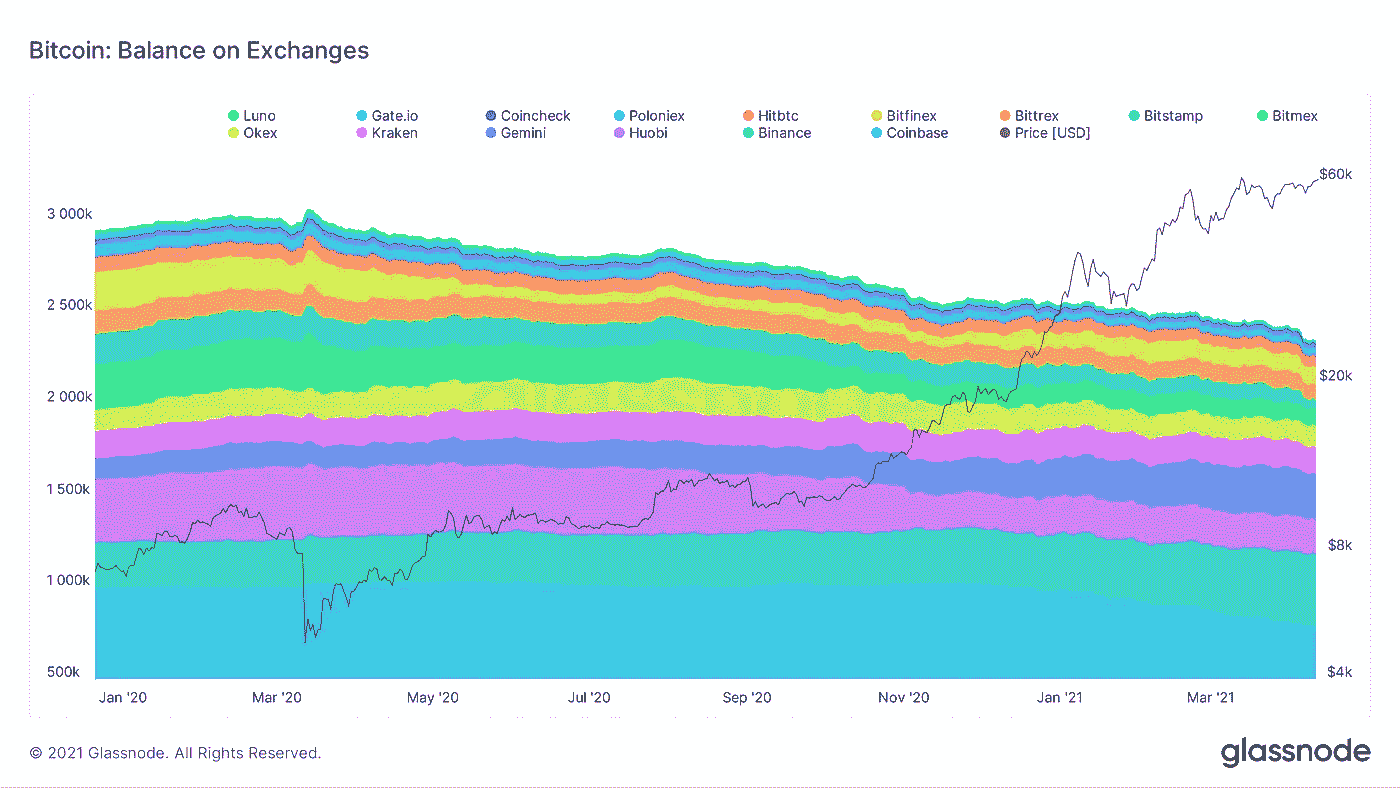 Bitcoin: Balance on Exchanges
Luno Gate.io Coincheck Poloniex Hitbtc Bitfinex Bittrex Bitstamp Bitmex
Okex Kraken Gemini Huobi Binance Coinbase Price [USD]
$60k
3 000k
2 500k
$20k
2 000k
1 500k
$8k
1 000k
500k
$4k
Jan '20 Mar '20 May '20 Jul '20 Sep '20 Nov '20 Jan '21 Mar '21
© 2021 Glassnode. All Rights Reserved.
glassnode